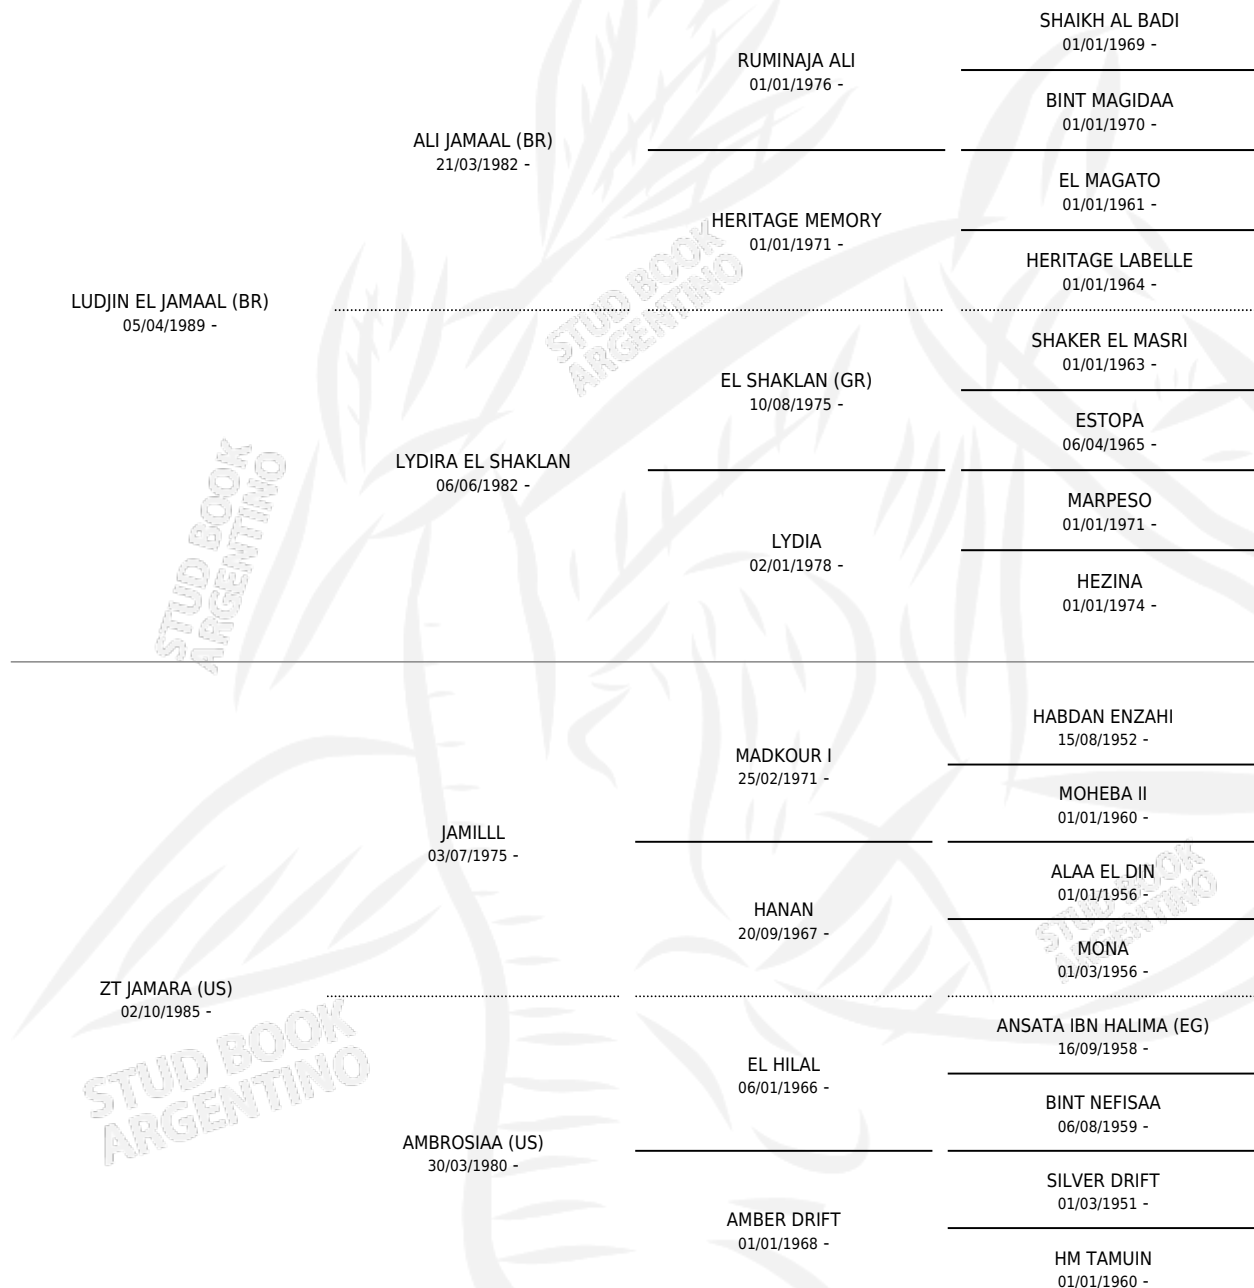 SHAIKH AL BADI
01/01/1969 -
RUMINAJA ALI
01/01/1976 -
BINT MAGIDAA
01/01/1970 -
ALI JAMAAL (BR)
21/03/1982 -
EL MAGATO
01/01/1961 -
HERITAGE MEMORY
01/01/1971 -
HERITAGE LABELLE
01/01/1964 -
LUDJIN EL JAMAAL (BR)
05/04/1989 -
STUD BOOK
ARGENTINO
SHAKER EL MASRI
01/01/1963 -
EL SHAKLAN (GR)
10/08/1975 -
ESTOPA
06/04/1965 -
LYDIRA EL SHAKLAN
06/06/1982 -
MARPESO
01/01/1971 -
LYDIA
02/01/1978 -
HEZINA
01/01/1974 -
STUD BOOK
ARGENTINO
HABDAN ENZAHI
15/08/1952 -
MADKOUR I
25/02/1971 -
MOHEBA II
01/01/1960 -
JAMILLL
03/07/1975 -
ALAA EL DIN
01/01/1956 -
HANAN
20/09/1967 -
MONA
01/03/1956 -
STUD BOOK
ARGENTINO
ZT JAMARA (US)
02/10/1985 -
ANSATA IBN HALIMA (EG)
16/09/1958 -
EL HILAL
06/01/1966 -
BINT NEFISAA
06/08/1959 -
STUD BOOK
ARGENTINO
AMBROSIAA (US)
30/03/1980 -
SILVER DRIFT
01/03/1951 -
AMBER DRIFT
01/01/1968 -
HM TAMUIN
01/01/1960 -